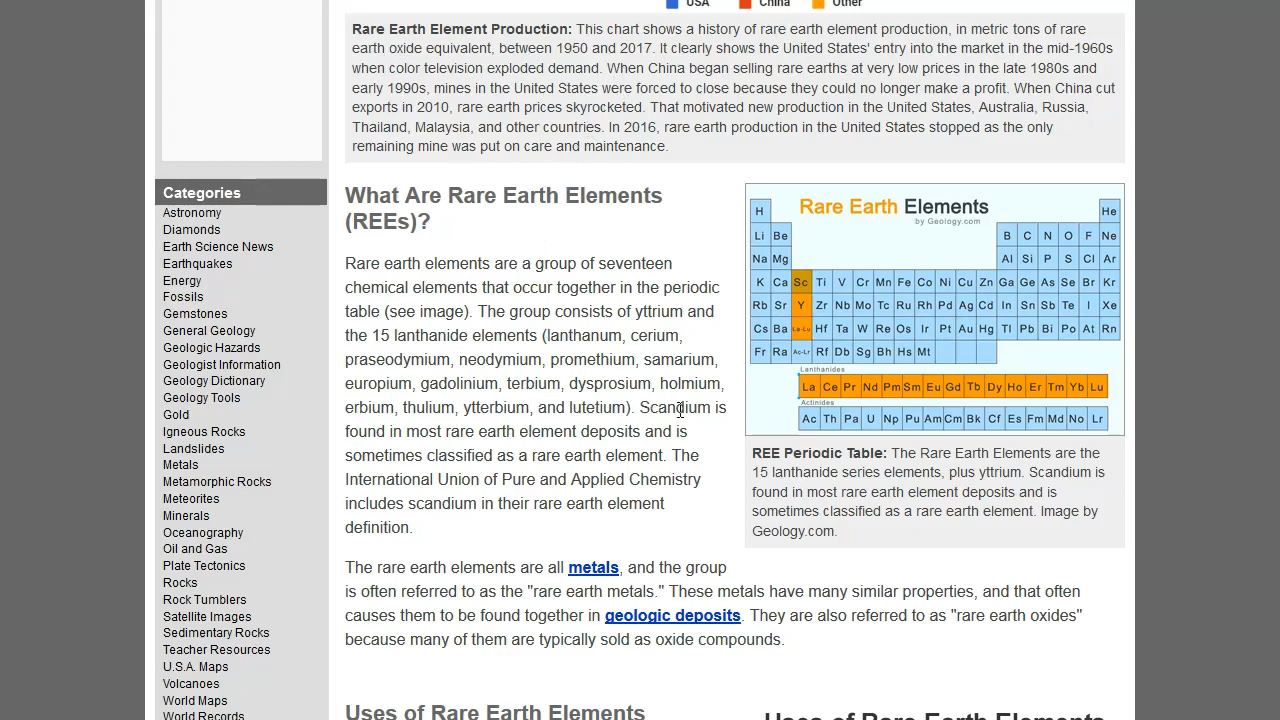 USA China Other
Rare Earth Element Production: This chart shows a history of rare earth element production, in metric tons of rare
earth oxide equivalent, between 1950 and 2017. It clearly shows the United States' entry into the market in the mid-1960s
when color television exploded demand. When China began selling rare earths at very low prices in the late 1980s and
early 1990s, mines in the United States were forced to close because they could no longer make a profit. When China cut
exports in 2010, rare earth prices skyrocketed. That motivated new production in the United States, Australia, Russia,
Thailand, Malaysia, and other countries. In 2016, rare earth production in the United States stopped as the only
remaining mine was put on care and maintenance.
Categories
Astronomy
Diamonds
Earth Science News
Earthquakes
Energy
Fossils
Gemstones
General Geology
Geologic Hazards
Geologist Information
Geology Dictionary
Geology Tools
Gold
Igneous Rocks
Landslides
Metals
Metamorphic Rocks
Meteorites
Minerals
Oceanography
Oil and Gas
Plate Tectonics
Rocks
Rock Tumblers
Satellite Images
Sedimentary Rocks
Teacher Resources
U.S.A. Maps
Volcanoes
World Maps
World Records
What Are Rare Earth Elements
(REEs)?
Rare earth elements are a group of seventeen
chemical elements that occur together in the periodic
table (see image). The group consists of yttrium and
the 15 lanthanide elements (lanthanum, cerium,
praseodymium, neodymium, promethium, samarium,
europium, gadolinium, terbium, dysprosium, holmium,
erbium, thulium, ytterbium, and lutetium). Scandium is
found in most rare earth element deposits and is
sometimes classified as a rare earth element. The
International Union of Pure and Applied Chemistry
includes scandium in their rare earth element
definition.
Rare Earth Elements
by Geology.com
H He
Li Be B C N O F Ne
Na Mg Al Si P S Cl Ar
K Ca Sc Ti V Cr Mn Fe Co Ni Cu Zn Ga Ge As Se Br Kr
Rb Sr Y Zr Nb Mo Tc Ru Rh Pd Ag Cd In Sn Sb Te I Xe
Cs Ba La-Lu Hf Ta W Re Os Ir Pt Au Hg Tl Pb Bi Po At Rn
Fr Ra Ac-Lr Rf Db Sg Bh Hs Mt
Lanthanides
La Ce Pr Nd Pm Sm Eu Gd Tb Dy Ho Er Tm Yb Lu
Actinides
Ac Th Pa U Np Pu Am Cm Bk Cf Es Fm Md No Lr
REE Periodic Table: The Rare Earth Elements are the
15 lanthanide series elements, plus yttrium. Scandium is
found in most rare earth element deposits and is
sometimes classified as a rare earth element. Image by
Geology.com.
The rare earth elements are all metals, and the group
is often referred to as the "rare earth metals." These metals have many similar properties, and that often
causes them to be found together in geologic deposits. They are also referred to as "rare earth oxides"
because many of them are typically sold as oxide compounds.
Uses of Rare Earth Elements
Uses of Rare Earth Elements